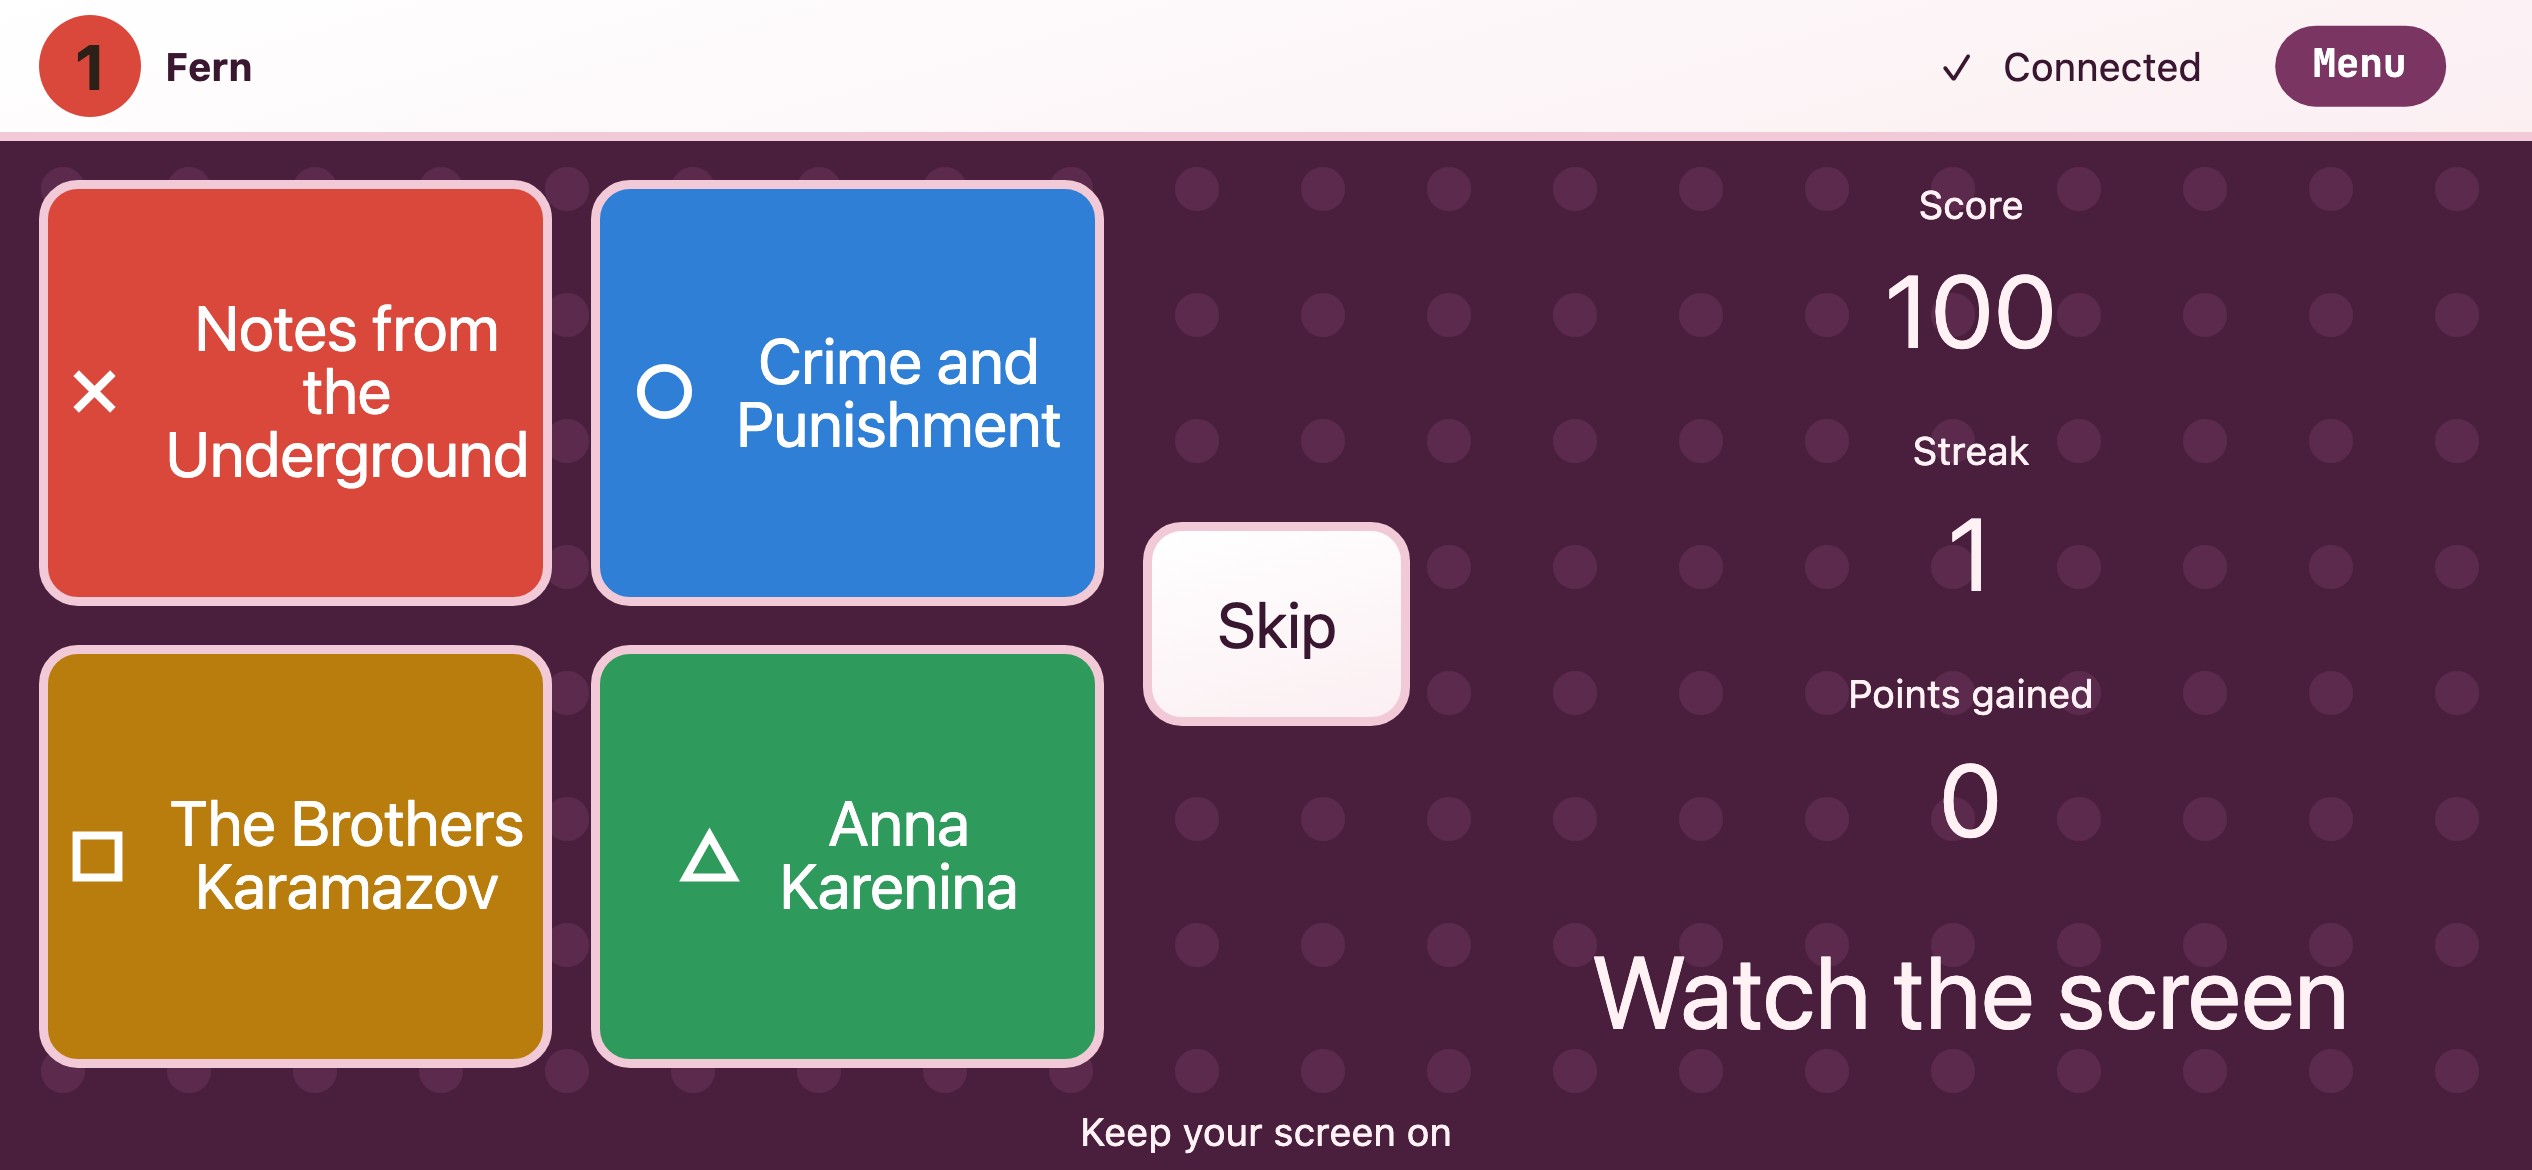 1
Fern
Connected
Menu
Notes from
the
Underground
Crime and
Punishment
The Brothers
Karamazov
Anna
Karenina
Skip
Score
100
Streak
1
Points gained
0
Watch the screen
Keep your screen on